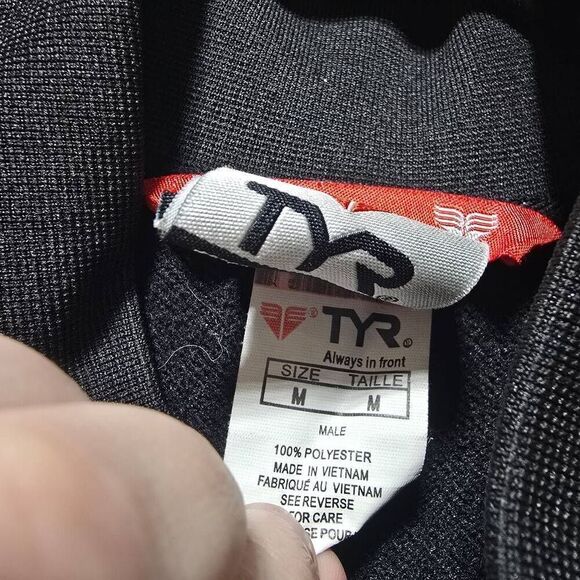 TYR
TYR
Always in front
SIZE TAILLE
M M
MALE
100% POLYESTER
MADE IN VIETNAM
FABRIQUÉ AU VIETNAM
SEE REVERSE
FOR CARE
POUR